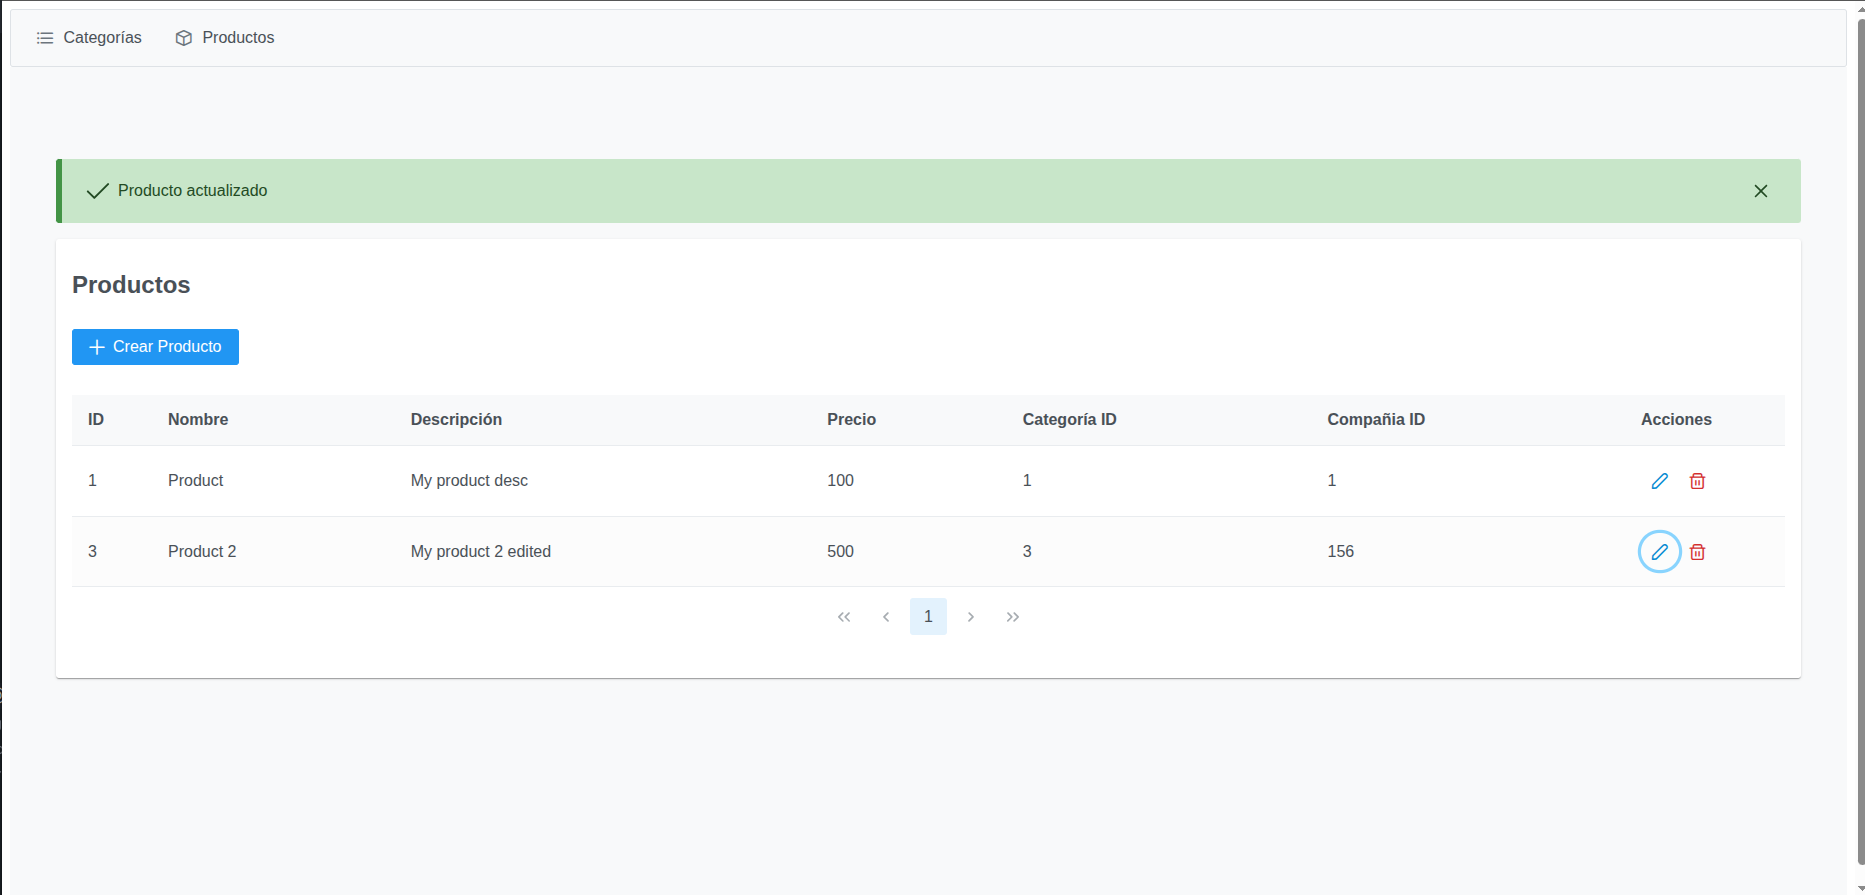 Categorías Productos
Producto actualizado
Productos
Crear Producto
ID Nombre Descripción Precio Categoría ID Compañia ID Acciones
1 Product My product desc 100 1 1
3 Product 2 My product 2 edited 500 3 156
1